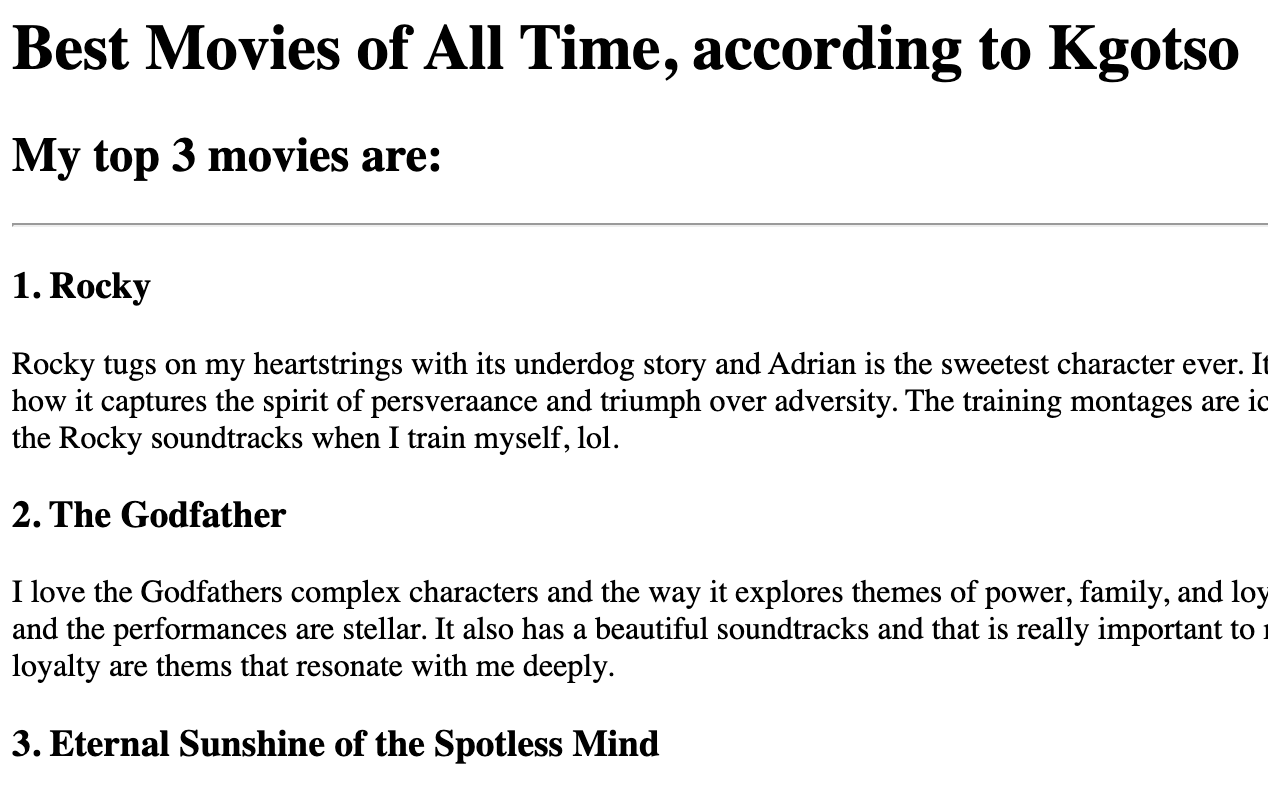 Best Movies of All Time, according to Kgotso
My top 3 movies are:
1. Rocky
Rocky tugs on my heartstrings with its underdog story and Adrian is the sweetest character ever. It
how it captures the spirit of persveraance and triumph over adversity. The training montages are ic
the Rocky soundtracks when I train myself, lol.
2. The Godfather
I love the Godfathers complex characters and the way it explores themes of power, family, and loy
and the performances are stellar. It also has a beautiful soundtracks and that is really important to
loyalty are thems that resonate with me deeply.
3. Eternal Sunshine of the Spotless Mind